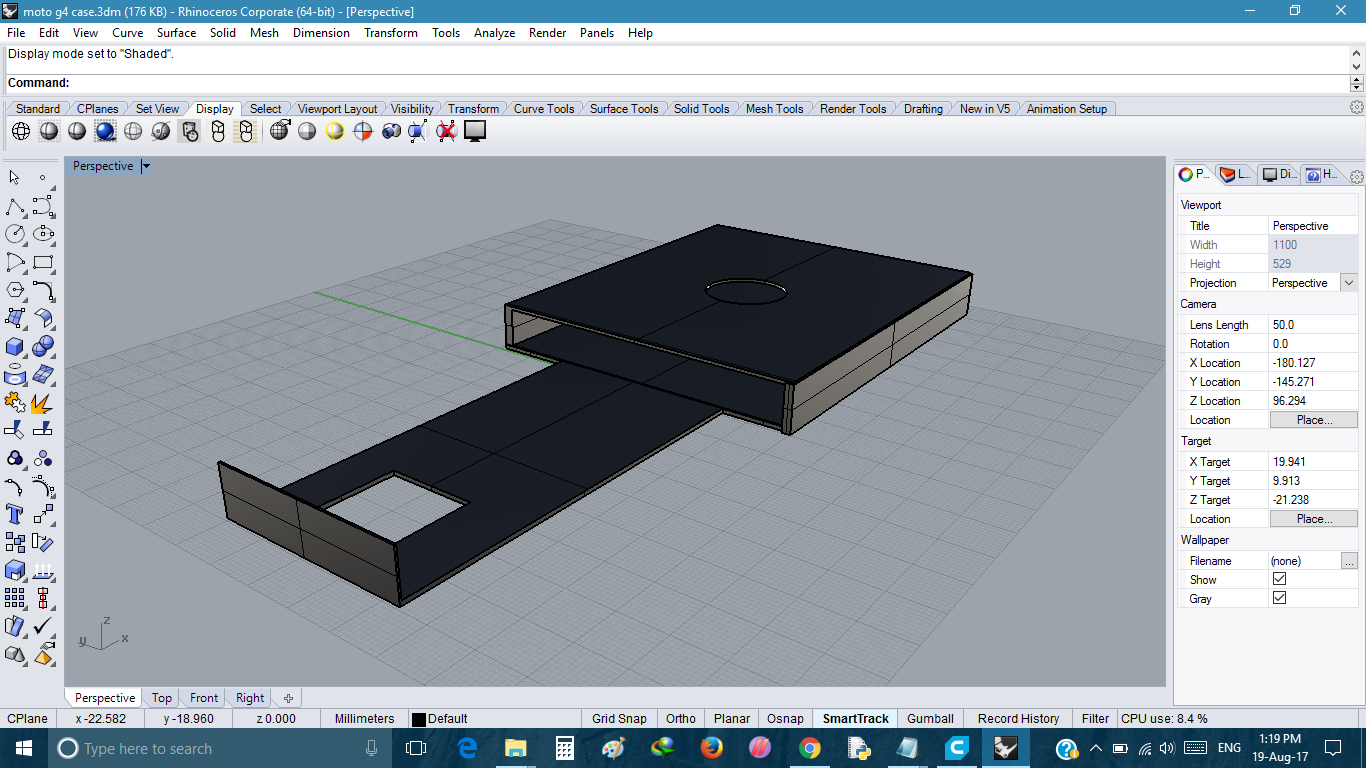 moto g4 case.3dm (176 KB) - Rhinoceros Corporate (64-bit) - [Perspective]
File Edit View Curve Surface Solid Mesh Dimension Transform Tools Analyze Render Panels Help
Display mode set to "Shaded".
Command:
Standard CPlanes Set View Display Select Viewport Layout Visibility Transform Curve Tools Surface Tools Solid Tools Mesh Tools Render Tools Drafting New in V5 Animation Setup
Perspective
P... L... Di... H...
Viewport
Title Perspective
Width 1100
Height 529
Projection Perspective
Camera
Lens Length 50.0
Rotation 0.0
X Location -180.127
Y Location -145.271
Z Location 96.294
Location Place...
Target
X Target 19.941
Y Target 9.913
Z Target -21.238
Location Place...
Wallpaper
Filename (none) ...
Show
Gray
z
y x
Perspective Top Front Right
CPlane x -22.582 y -18.960 z 0.000 Millimeters Default Grid Snap Ortho Planar Osnap SmartTrack Gumball Record History Filter CPU use: 8.4 %
Type here to search
ENG
1:19 PM
19-Aug-17